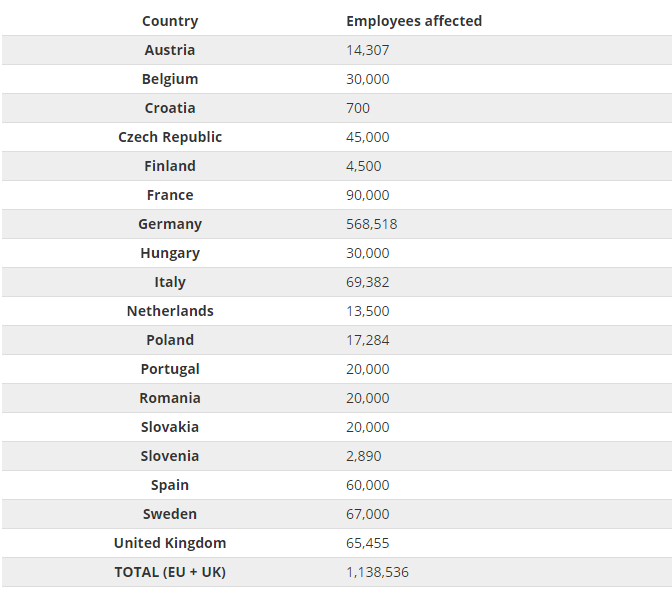 Country Employees affected
Austria 14,307
Belgium 30,000
Croatia 700
Czech Republic 45,000
Finland 4,500
France 90,000
Germany 568,518
Hungary 30,000
Italy 69,382
Netherlands 13,500
Poland 17,284
Portugal 20,000
Romania 20,000
Slovakia 20,000
Slovenia 2,890
Spain 60,000
Sweden 67,000
United Kingdom 65,455
TOTAL (EU + UK) 1,138,536